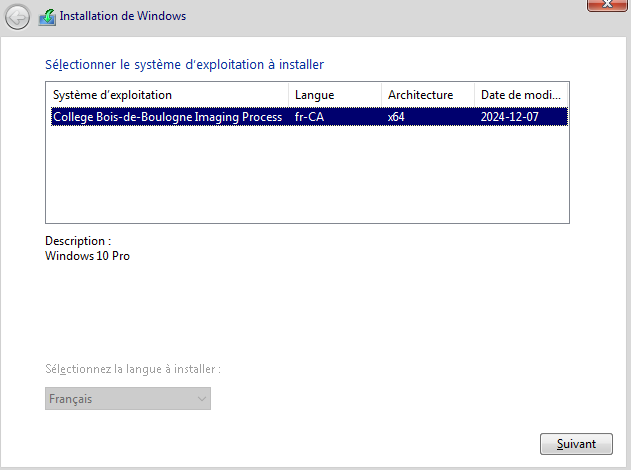 Installation de Windows
Sélectionner le système d'exploitation à installer
Système d'exploitation Langue Architecture Date de modi...
College Bois-de-Boulogne Imaging Process fr-CA x64 2024-12-07
Description :
Windows 10 Pro
Sélectionnez la langue à installer :
Français
Suivant